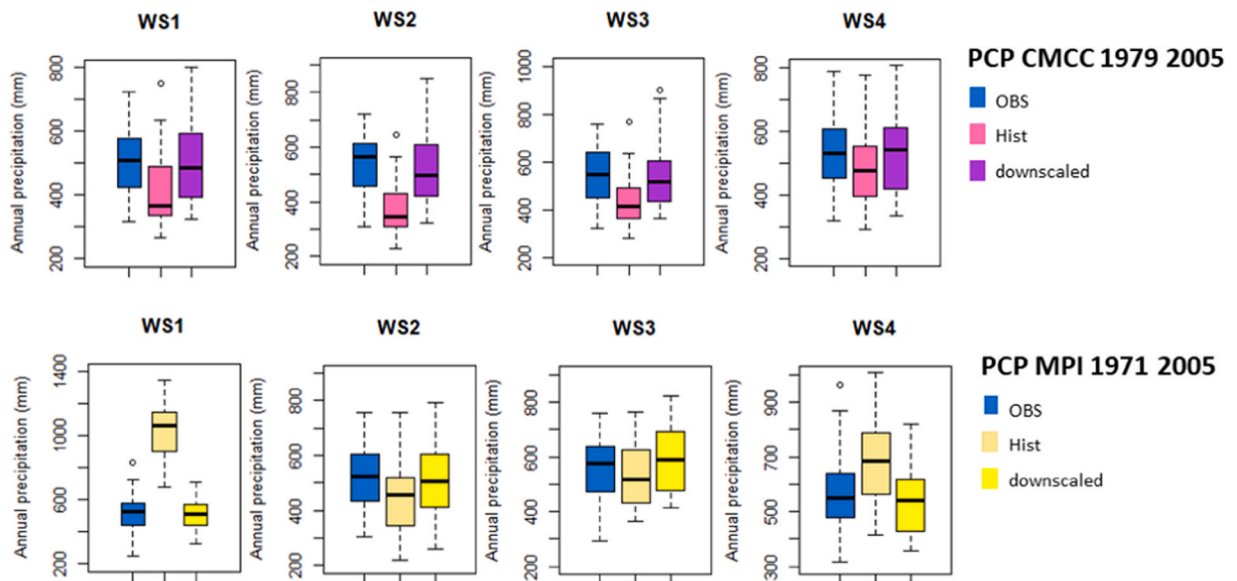 WS1
WS2
WS3
WS4
Annual precipitation (mm)
800
600
400
200
Annual precipitation (mm)
800
600
400
200
Annual precipitation (mm)
1000
800
600
400
200
Annual precipitation (mm)
800
600
400
200
PCP CMCC 1979 2005
OBS
Hist
downscaled
WS1
WS2
WS3
WS4
Annual precipitation (mm)
1400
1000
600
200
Annual precipitation (mm)
800
600
400
200
Annual precipitation (mm)
800
600
400
200
Annual precipitation (mm)
900
700
500
300
PCP MPI 1971 2005
OBS
Hist
downscaled